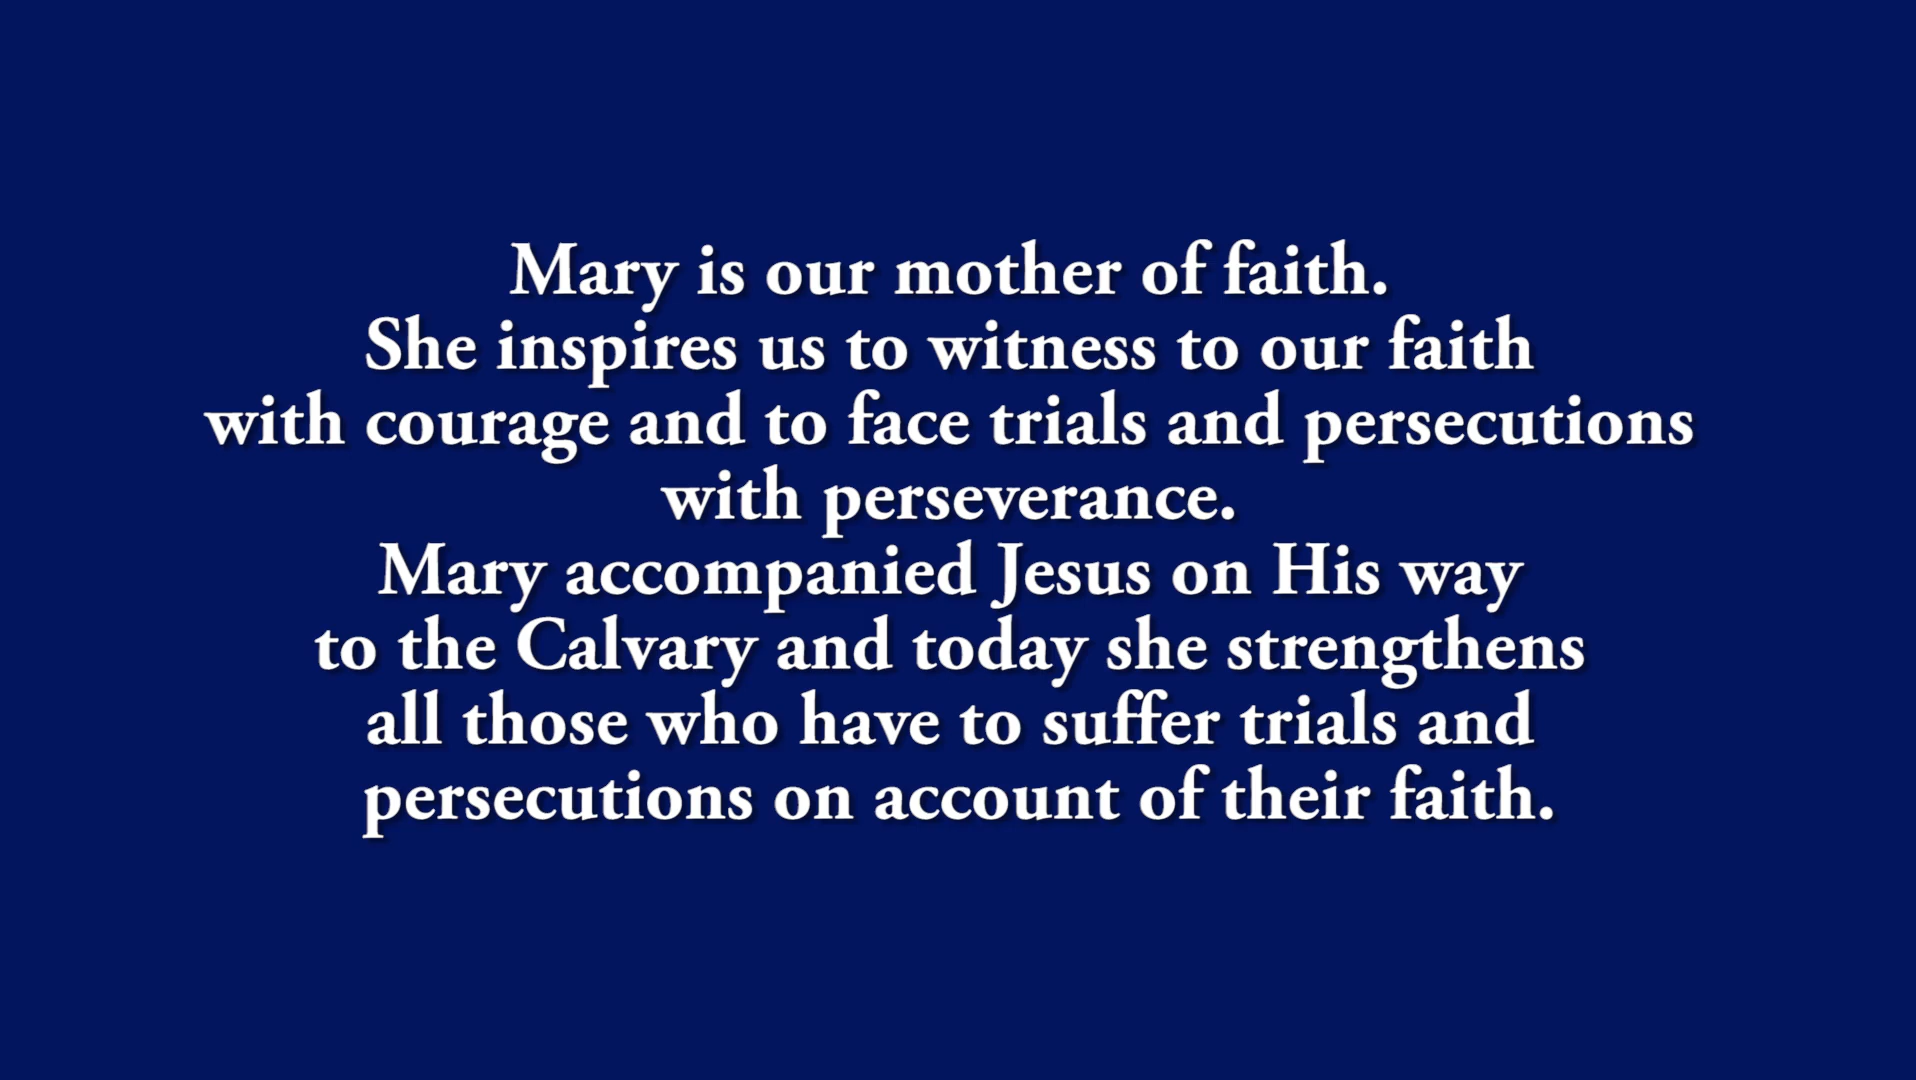 Mary is our mother of faith.
She inspires us to witness to our faith
with courage and to face trials and persecutions
with perseverance.
Mary accompanied Jesus on His way
to the Calvary and today she strengthens
all those who have to suffer trials and
persecutions on account of their faith.